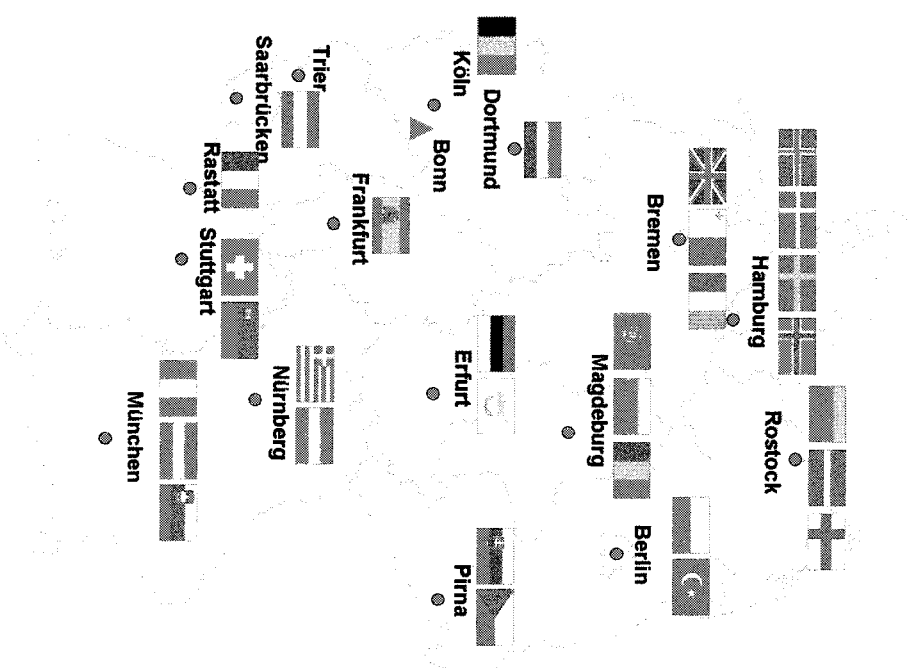 Hamburg
Rostock
Bremen
Magdeburg
Berlin
Dortmund
Köln
Bonn
Erfurt
Pirna
Frankfurt
Trier
Saarbrücken
Nürnberg
Rastatt
Stuttgart
München